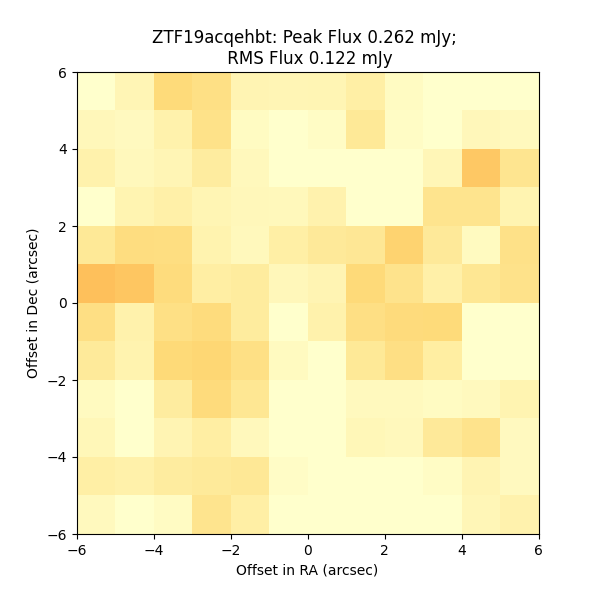 ZTF19acqehbt: Peak Flux 0.262 mJy;
RMS Flux 0.122 mJy
6
4
2
0
−2
−4
−6
Offset in Dec (arcsec)
−6 −4 −2 0 2 4 6
Offset in RA (arcsec)